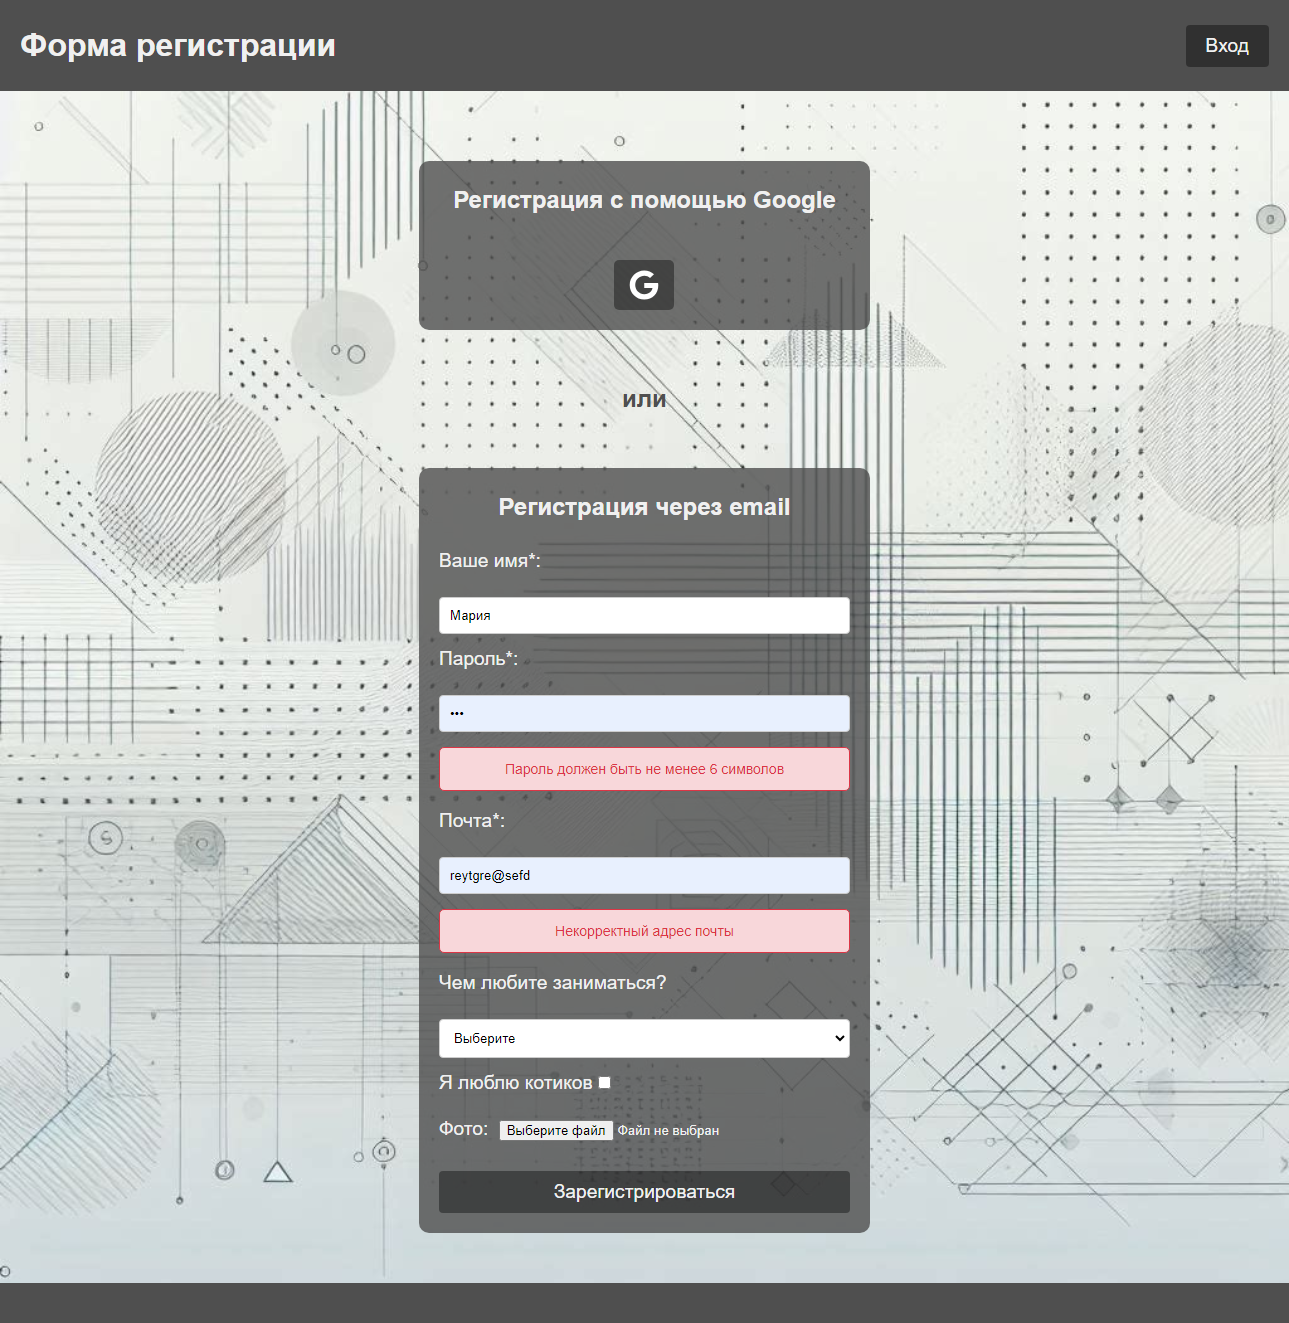 Форма регистрации
Вход
Регистрация с помощью Google
G
или
Регистрация через email
Ваше имя*:
Мария
Пароль*:
•••
Пароль должен быть не менее 6 символов
Почта*:
reytgre@sefd
Некорректный адрес почты
Чем любите заниматься?
Выберите
Я люблю котиков
Фото: Выберите файл Файл не выбран
Зарегистрироваться